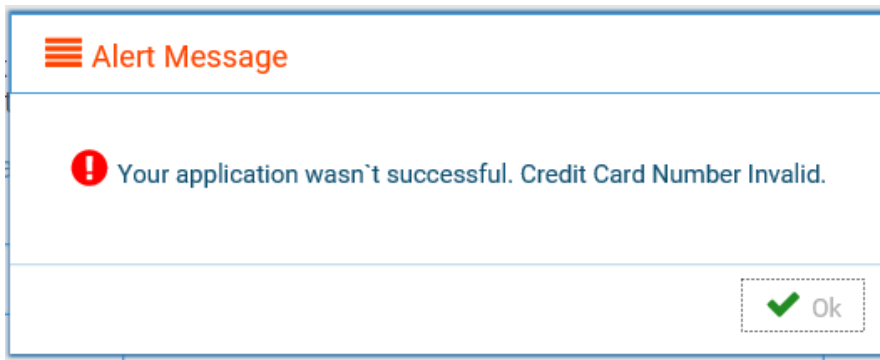 Alert Message
Your application wasn`t successful. Credit Card Number Invalid.
Ok